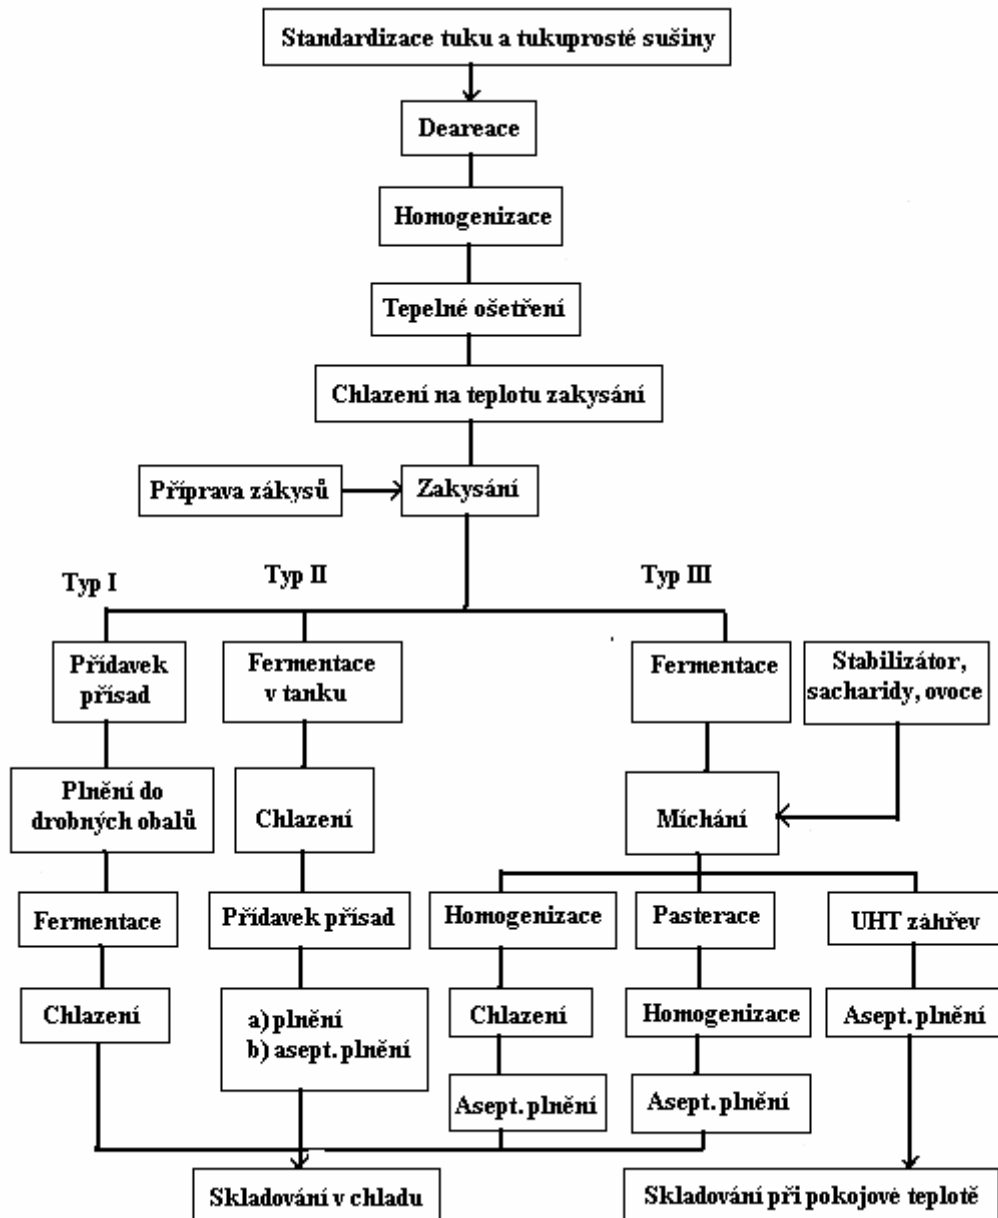 Standardizace tuku a tukuprosté sušiny
Deareace
Homogenizace
Tepelné ošetření
Chlazení na teplotu zakysání
Příprava zákysů
Zakysání
Typ I
Typ II
Typ III
Přídavek
přísad
Fermentace
v tanku
Fermentace
Stabilizátor,
sacharidy, ovoce
Plnění do
drobných obalů
Chlazení
Míchání
Fermentace
Přídavek přísad
Homogenizace
Pasterace
UHT záhřev
Chlazení
a) plnění
b) asept. plnění
Chlazení
Homogenizace
Asept. plnění
Asept. plnění
Asept. plnění
Skladování v chladu
Skladování při pokojové teplotě